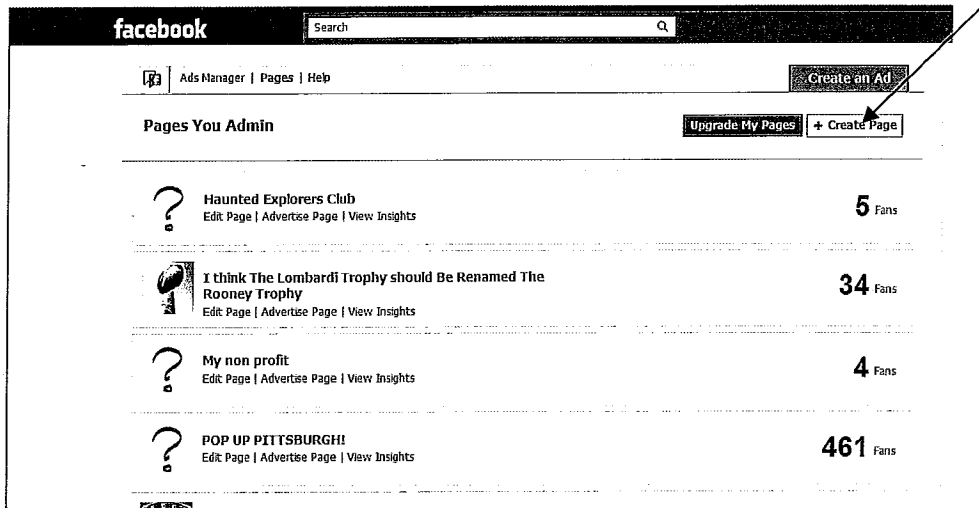 facebook Search
Ads Manager | Pages | Help Create an Ad
Pages You Admin Upgrade My Pages + Create Page
Haunted Explorers Club
Edit Page | Advertise Page | View Insights
5 Fans
I think The Lombardi Trophy should Be Renamed The
Rooney Trophy
Edit Page | Advertise Page | View Insights
34 Fans
My non profit
Edit Page | Advertise Page | View Insights
4 Fans
POP UP PITTSBURGH!
Edit Page | Advertise Page | View Insights
461 Fans